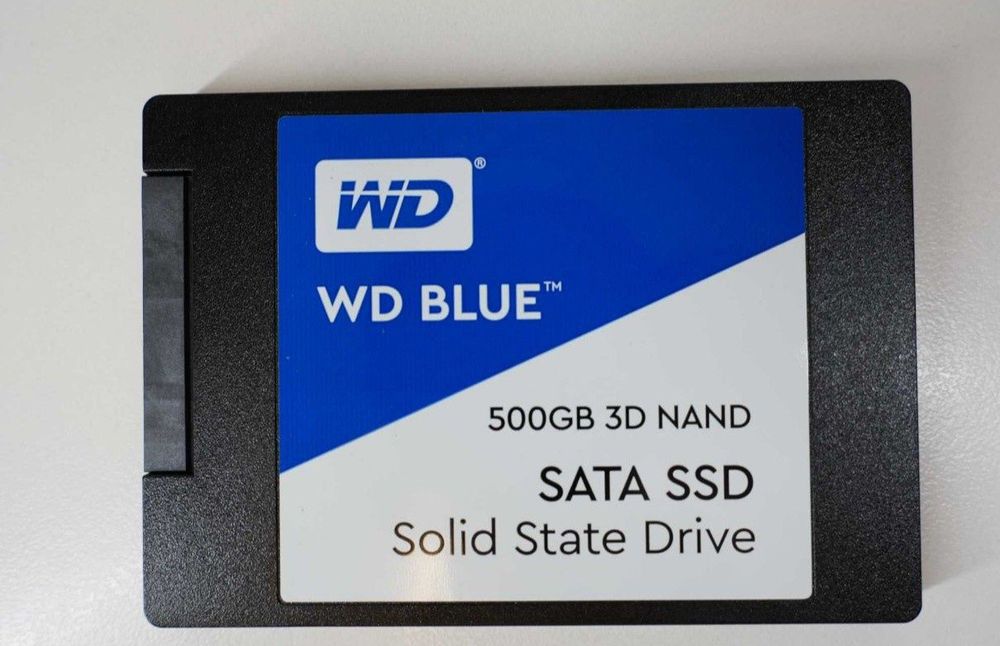 WD®
WD BLUE™
500GB 3D NAND
SATA SSD
Solid State Drive